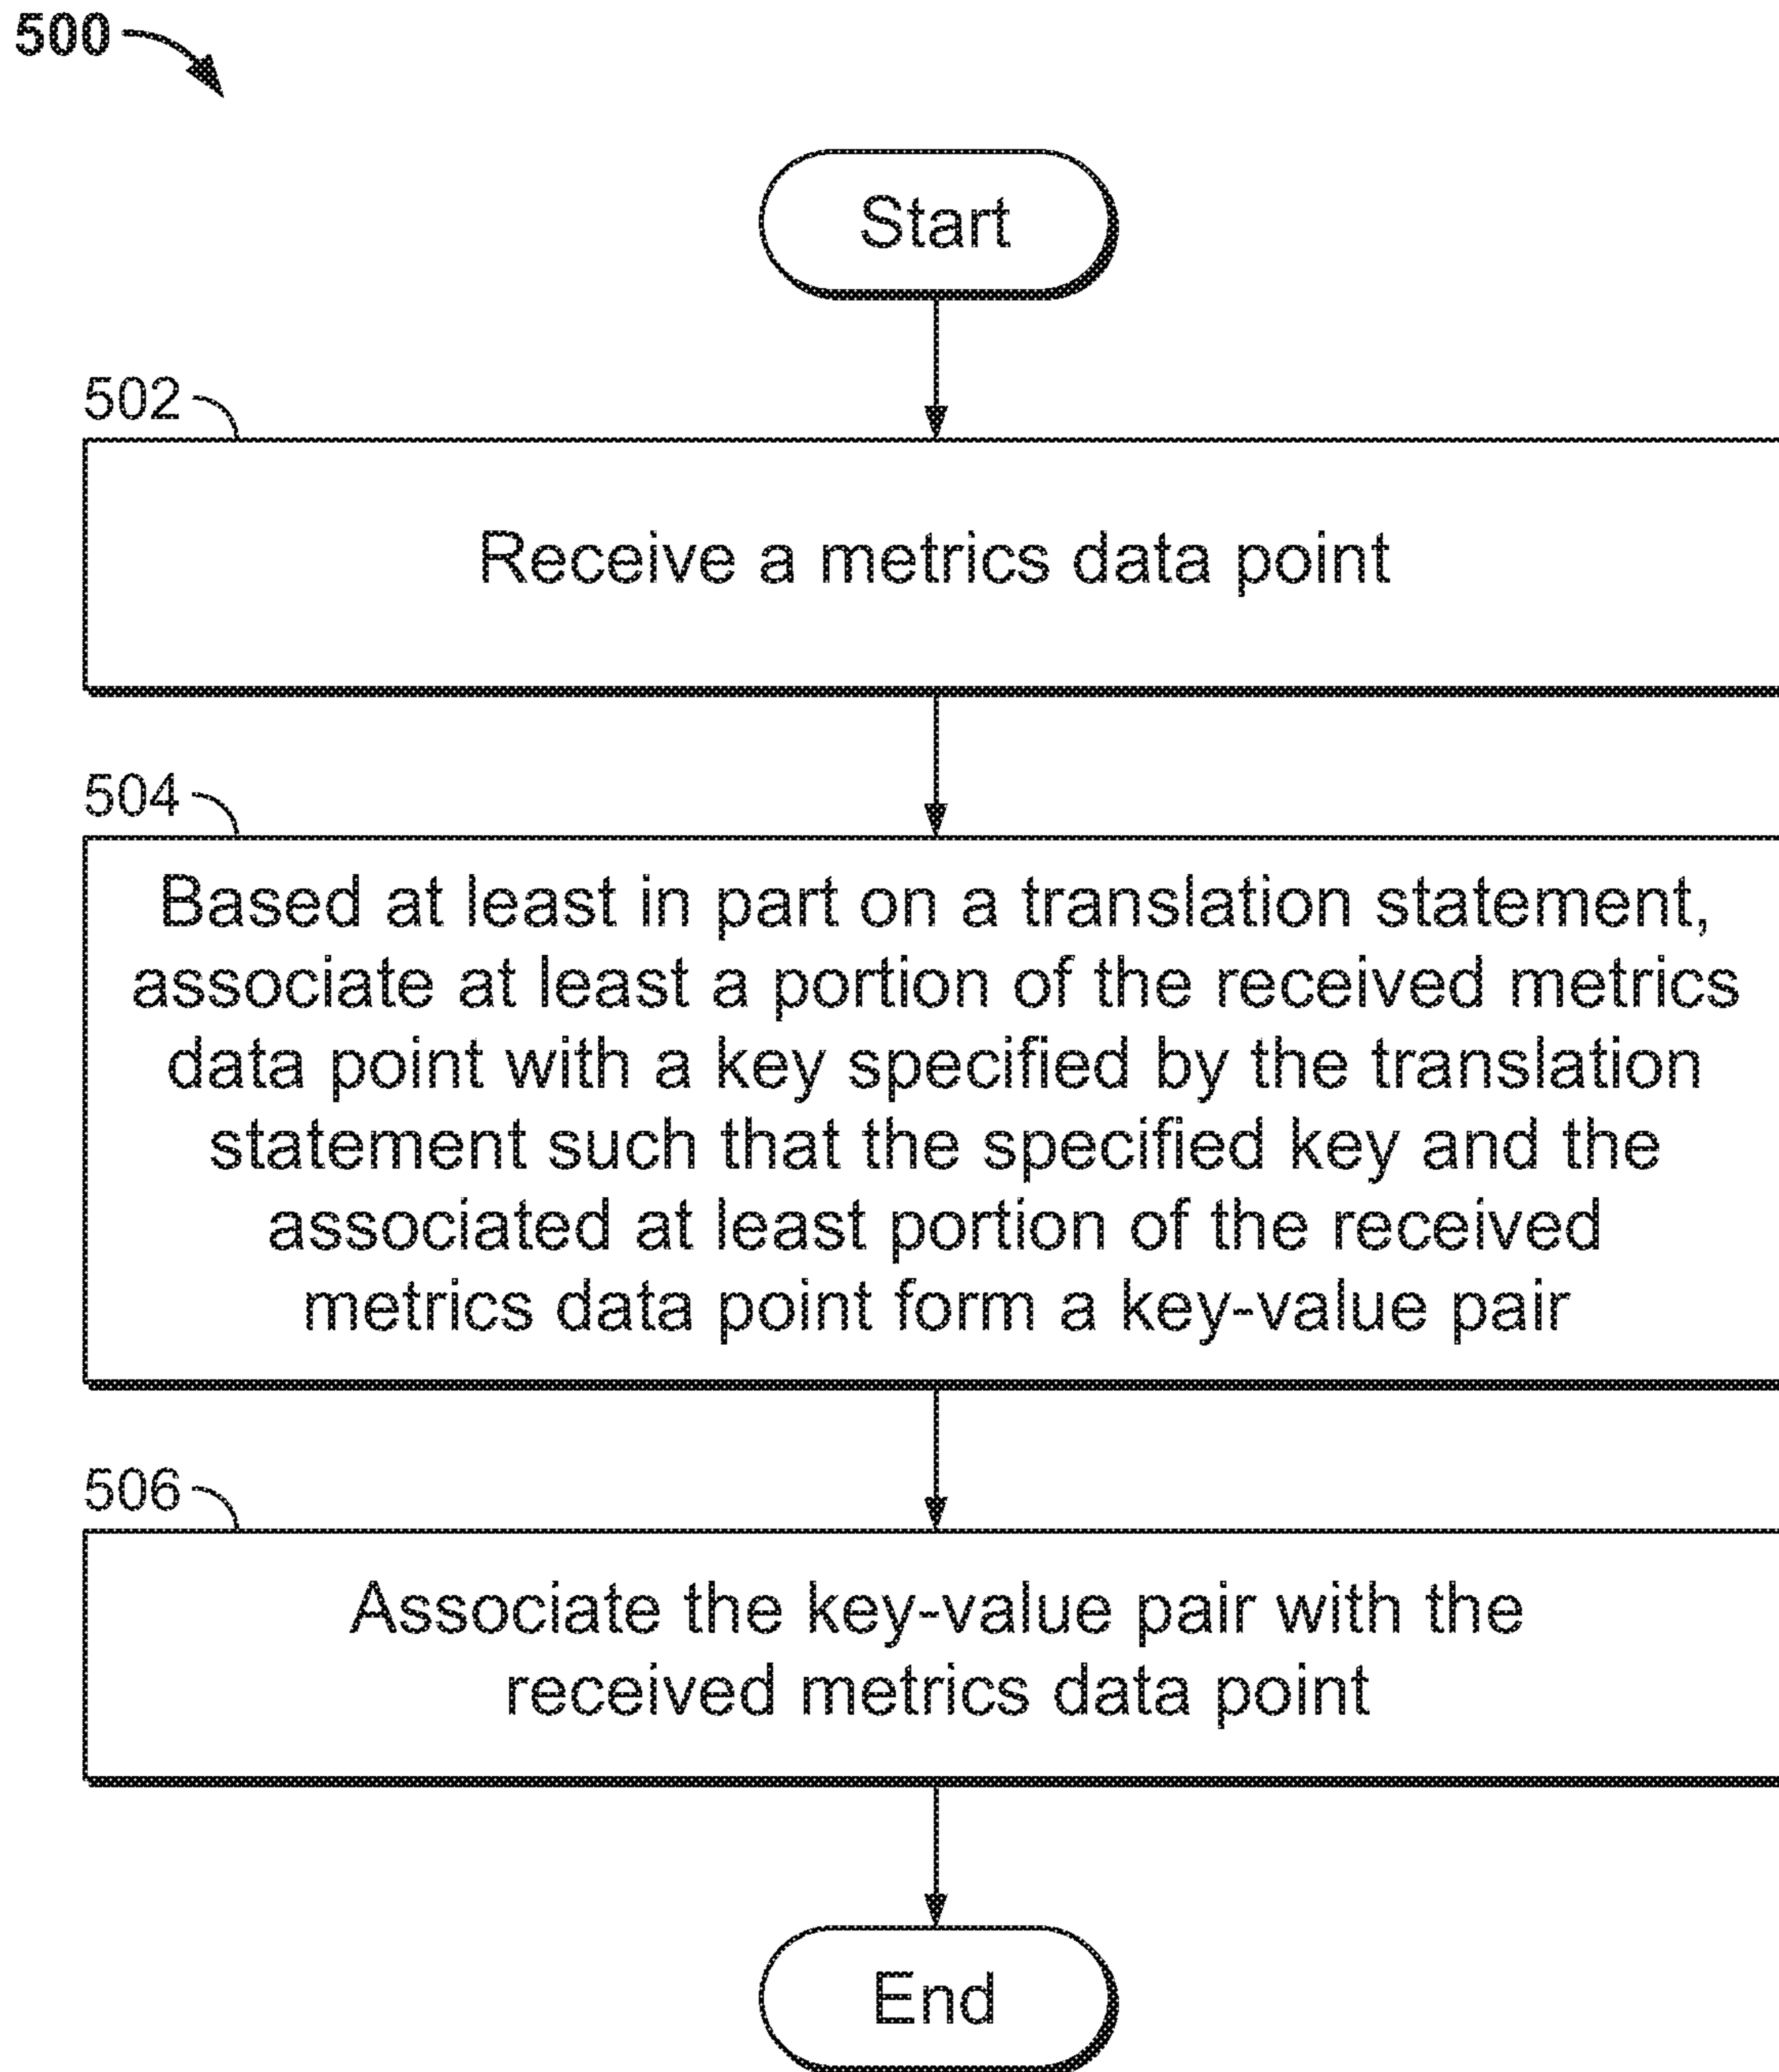 500
Start
502
Receive a metrics data point
504
Based at least in part on a translation statement,
associate at least a portion of the received metrics
data point with a key specified by the translation
statement such that the specified key and the
associated at least portion of the received
metrics data point form a key-value pair
506
Associate the key-value pair with the
received metrics data point
End